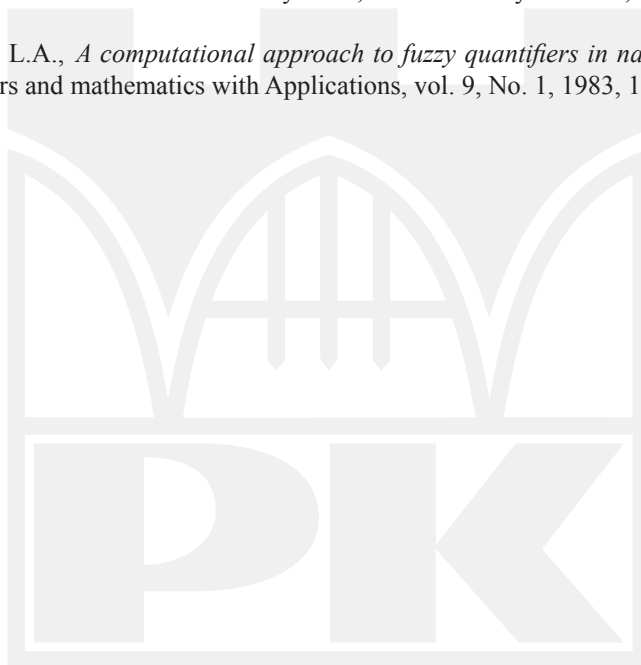 L.A., A computational approach to fuzzy quantifiers in na
rs and mathematics with Applications, vol. 9, No. 1, 1983, 1
PK